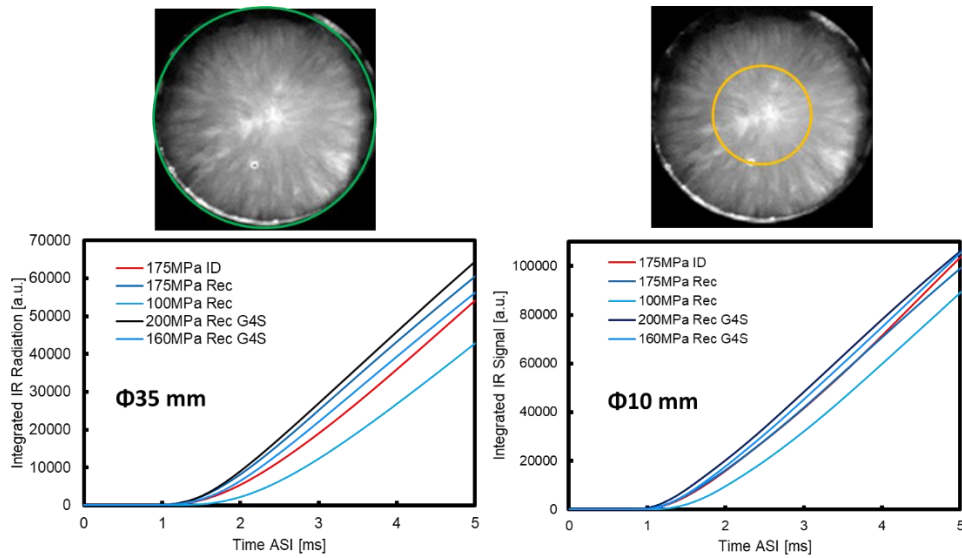 70000
60000
50000
40000
30000
20000
10000
0
Integrated IR Radiation [a.u.]
175MPa ID
175MPa Rec
100MPa Rec
200MPa Rec G4S
160MPa Rec G4S
Φ35 mm
0 1 2 3 4 5
Time ASI [ms]
100000
80000
60000
40000
20000
0
Integrated IR Signal [a.u.]
175MPa ID
175MPa Rec
100MPa Rec
200MPa Rec G4S
160MPa Rec G4S
Φ10 mm
0 1 2 3 4 5
Time ASI [ms]